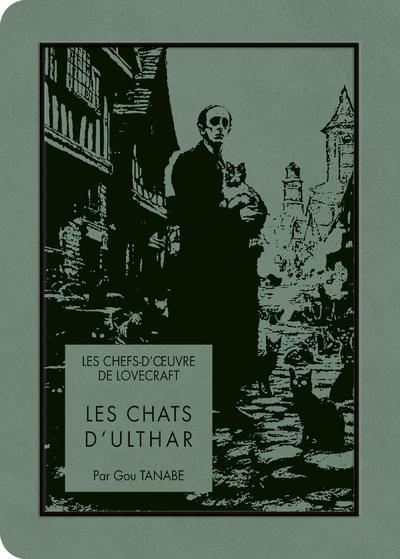 LES CHEFS-D'ŒUVRE
DE LOVECRAFT
LES CHATS
D'ULTHAR
Par Gou TANABE